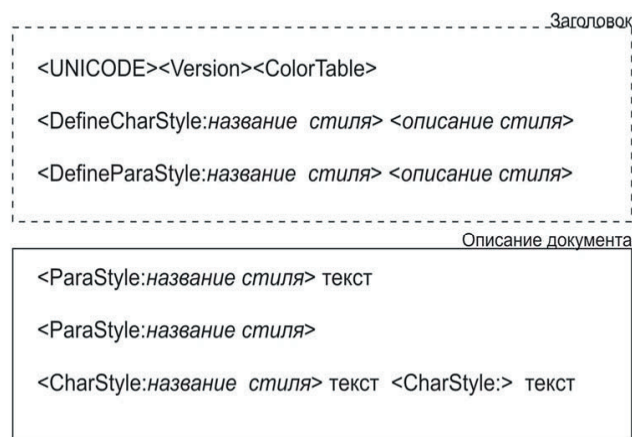 Заголовок
<UNICODE><Version><ColorTable>
<DefineCharStyle:название стиля> <описание стиля>
<DefineParaStyle:название стиля> <описание стиля>
Описание документа
<ParaStyle:название стиля> текст
<ParaStyle:название стиля>
<CharStyle:название стиля> текст <CharStyle:> текст